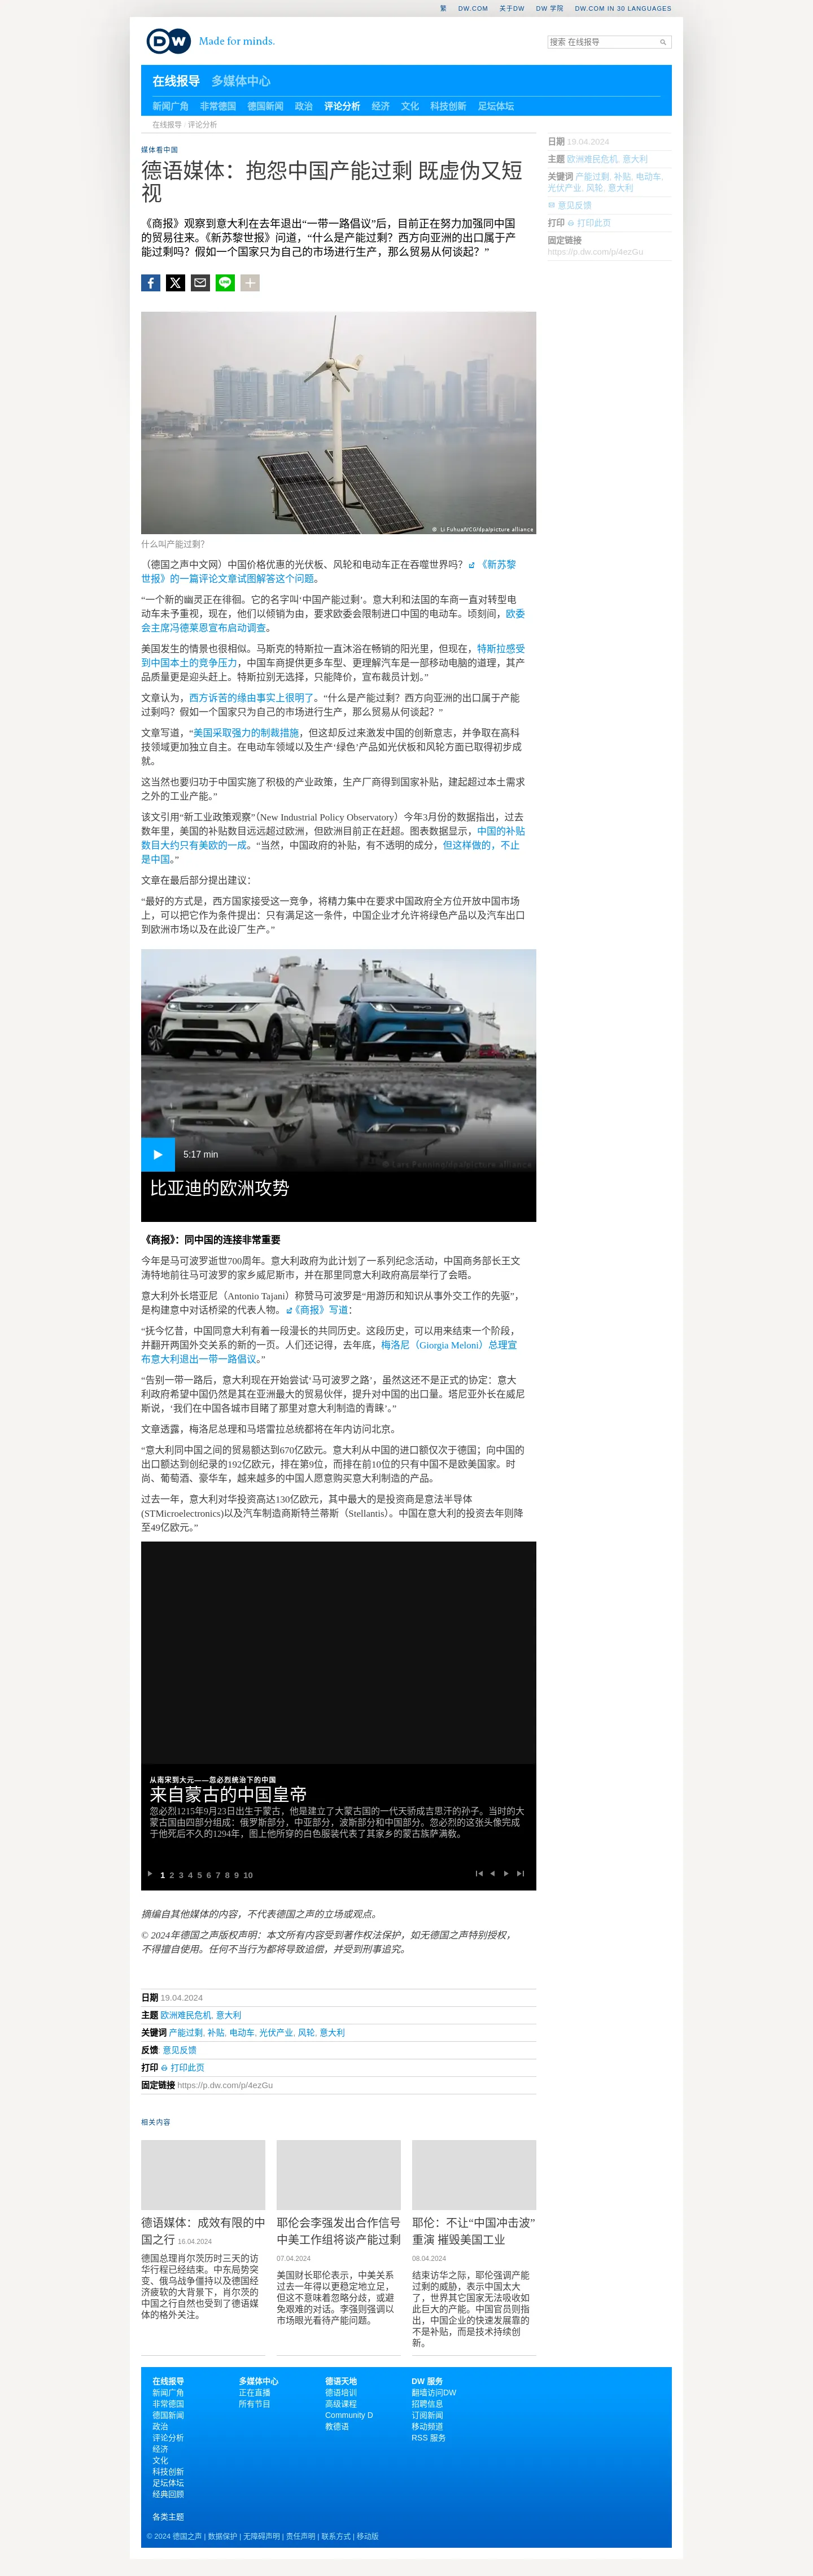 繁 DW.COM 关于DW DW 学院 DW.COM IN 30 LANGUAGES
DW Made for minds.
搜索 在线报导
在线报导 多媒体中心
新闻广角 非常德国 德国新闻 政治 评论分析 经济 文化 科技创新 足坛体坛
在线报导 / 评论分析
媒体看中国
德语媒体：抱怨中国产能过剩 既虚伪又短
视
《商报》观察到意大利在去年退出“一带一路倡议”后，目前正在努力加强同中国
的贸易往来。《新苏黎世报》问道，“什么是产能过剩？西方向亚洲的出口属于产
能过剩吗？假如一个国家只为自己的市场进行生产，那么贸易从何谈起？”
© Li Fuhua/VCG/dpa/picture alliance
什么叫产能过剩？
（德国之声中文网）中国价格优惠的光伏板、风轮和电动车正在吞噬世界吗？《新苏黎
世报》的一篇评论文章试图解答这个问题。
“一个新的幽灵正在徘徊。它的名字叫‘中国产能过剩’。意大利和法国的车商一直对转型电
动车未予重视，现在，他们以倾销为由，要求欧委会限制进口中国的电动车。顷刻间，欧委
会主席冯德莱恩宣布启动调查。
美国发生的情景也很相似。马斯克的特斯拉一直沐浴在畅销的阳光里，但现在，特斯拉感受
到中国本土的竞争压力，中国车商提供更多车型、更理解汽车是一部移动电脑的道理，其产
品质量更是迎头赶上。特斯拉别无选择，只能降价，宣布裁员计划。”
文章认为，西方诉苦的缘由事实上很明了。“什么是产能过剩？西方向亚洲的出口属于产能
过剩吗？假如一个国家只为自己的市场进行生产，那么贸易从何谈起？”
文章写道，“美国采取强力的制裁措施，但这却反过来激发中国的创新意志，并争取在高科
技领域更加独立自主。在电动车领域以及生产‘绿色’产品如光伏板和风轮方面已取得初步成
就。
这当然也要归功于中国实施了积极的产业政策，生产厂商得到国家补贴，建起超过本土需求
之外的工业产能。”
该文引用“新工业政策观察”（New Industrial Policy Observatory）今年3月份的数据指出，过去
数年里，美国的补贴数目远远超过欧洲，但欧洲目前正在赶超。图表数据显示，中国的补贴
数目大约只有美欧的一成。“当然，中国政府的补贴，有不透明的成分，但这样做的，不止
是中国。”
文章在最后部分提出建议：
“最好的方式是，西方国家接受这一竞争，将精力集中在要求中国政府全方位开放中国市场
上，可以把它作为条件提出：只有满足这一条件，中国企业才允许将绿色产品以及汽车出口
到欧洲市场以及在此设厂生产。”
5:17 min
© Lars Penning/dpa/picture alliance
比亚迪的欧洲攻势
《商报》：同中国的连接非常重要
今年是马可波罗逝世700周年。意大利政府为此计划了一系列纪念活动，中国商务部长王文
涛特地前往马可波罗的家乡威尼斯市，并在那里同意大利政府高层举行了会晤。
意大利外长塔亚尼（Antonio Tajani）称赞马可波罗是“用游历和知识从事外交工作的先驱”，
是构建意中对话桥梁的代表人物。《商报》写道：
“抚今忆昔，中国同意大利有着一段漫长的共同历史。这段历史，可以用来结束一个阶段，
并翻开两国外交关系的新的一页。人们还记得，去年底，梅洛尼（Giorgia Meloni）总理宣
布意大利退出一带一路倡议。”
“告别一带一路后，意大利现在开始尝试‘马可波罗之路’，虽然这还不是正式的协定：意大
利政府希望中国仍然是其在亚洲最大的贸易伙伴，提升对中国的出口量。塔尼亚外长在威尼
斯说，‘我们在中国各城市目睹了那里对意大利制造的青睐’。”
文章透露，梅洛尼总理和马塔雷拉总统都将在年内访问北京。
“意大利同中国之间的贸易额达到670亿欧元。意大利从中国的进口额仅次于德国；向中国的
出口额达到创纪录的192亿欧元，排在第9位，而排在前10位的只有中国不是欧美国家。时
尚、葡萄酒、豪华车，越来越多的中国人愿意购买意大利制造的产品。
过去一年，意大利对华投资高达130亿欧元，其中最大的是投资商是意法半导体
(STMicroelectronics)以及汽车制造商斯特兰蒂斯（Stellantis）。中国在意大利的投资去年则降
至49亿欧元。”
从南宋到大元——忽必烈统治下的中国
来自蒙古的中国皇帝
忽必烈1215年9月23日出生于蒙古，他是建立了大蒙古国的一代天骄成吉思汗的孙子。当时的大
蒙古国由四部分组成：俄罗斯部分，中亚部分，波斯部分和中国部分。忽必烈的这张头像完成
于他死后不久的1294年，图上他所穿的白色服装代表了其家乡的蒙古族萨满教。
1 2 3 4 5 6 7 8 9 10
摘编自其他媒体的内容，不代表德国之声的立场或观点。
© 2024年德国之声版权声明：本文所有内容受到著作权法保护，如无德国之声特别授权，
不得擅自使用。任何不当行为都将导致追偿，并受到刑事追究。
日期 19.04.2024
主题 欧洲难民危机, 意大利
关键词 产能过剩, 补贴, 电动车, 光伏产业, 风轮, 意大利
反馈: 意见反馈
打印 打印此页
固定链接 https://p.dw.com/p/4ezGu
日期 19.04.2024
主题 欧洲难民危机, 意大利
关键词 产能过剩, 补贴, 电动车,
光伏产业, 风轮, 意大利
意见反馈
打印 打印此页
固定链接
https://p.dw.com/p/4ezGu
相关内容
德语媒体：成效有限的中
国之行 16.04.2024
德国总理肖尔茨历时三天的访
华行程已经结束。中东局势突
变、俄乌战争僵持以及德国经
济疲软的大背景下，肖尔茨的
中国之行自然也受到了德语媒
体的格外关注。
耶伦会李强发出合作信号
中美工作组将谈产能过剩
07.04.2024
美国财长耶伦表示，中美关系
过去一年得以更稳定地立足，
但这不意味着忽略分歧，或避
免艰难的对话。李强则强调以
市场眼光看待产能问题。
耶伦：不让“中国冲击波”
重演 摧毁美国工业
08.04.2024
结束访华之际，耶伦强调产能
过剩的威胁，表示中国太大
了，世界其它国家无法吸收如
此巨大的产能。中国官员则指
出，中国企业的快速发展靠的
不是补贴，而是技术持续创
新。
在线报导
新闻广角
非常德国
德国新闻
政治
评论分析
经济
文化
科技创新
足坛体坛
经典回顾
各类主题
多媒体中心
正在直播
所有节目
德语天地
德语培训
高级课程
Community D
教德语
DW 服务
翻墙访问DW
招聘信息
订阅新闻
移动频道
RSS 服务
© 2024 德国之声 | 数据保护 | 无障碍声明 | 责任声明 | 联系方式 | 移动版